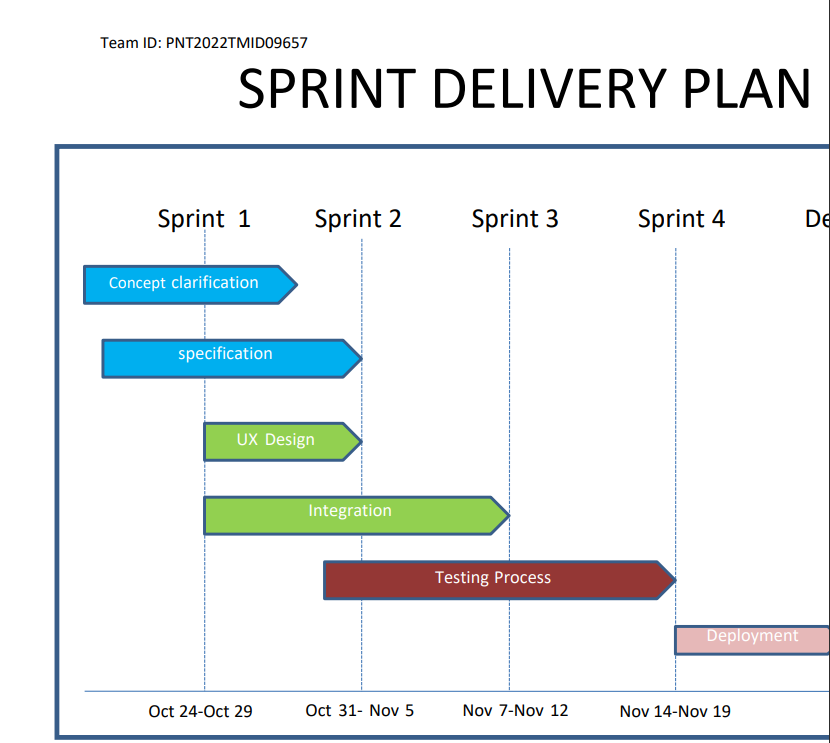 Team ID: PNT2022TMID09657
SPRINT DELIVERY PLAN
Sprint 1 Sprint 2 Sprint 3 Sprint 4
Concept clarification
specification
UX Design
Integration
Testing Process
Deployment
Oct 24-Oct 29 Oct 31- Nov 5 Nov 7-Nov 12 Nov 14-Nov 19